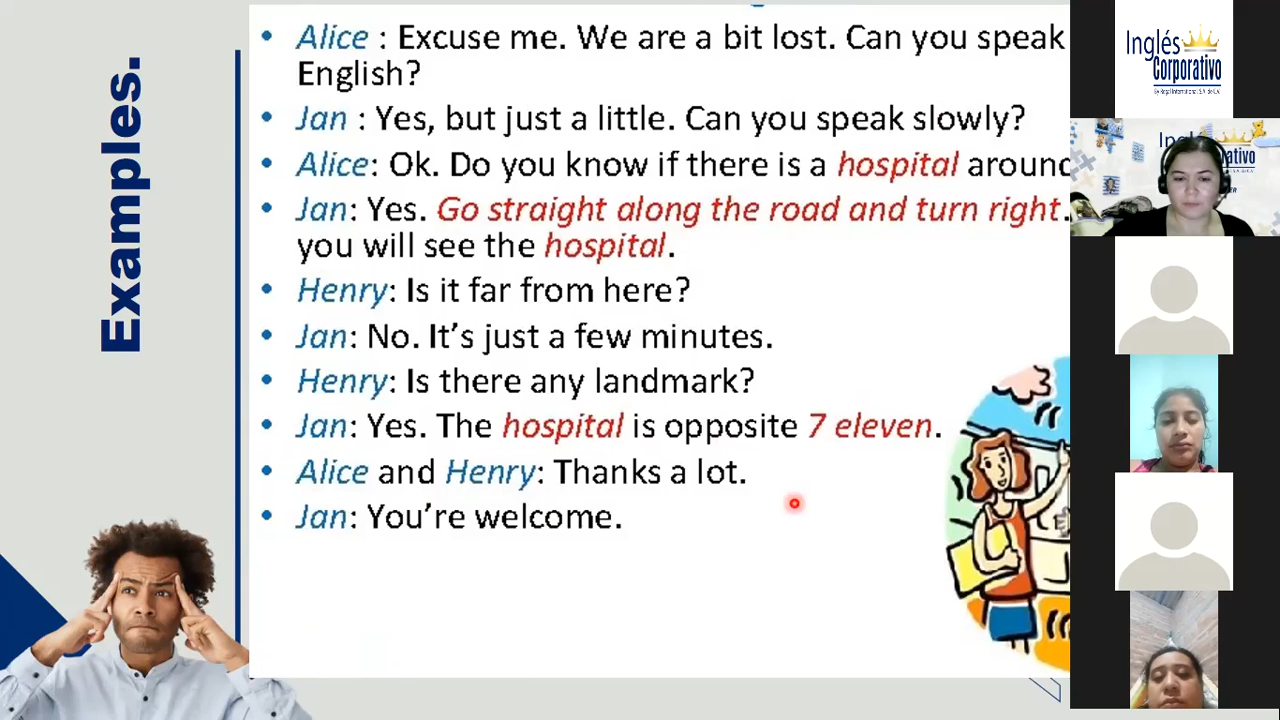 Examples.
• Alice : Excuse me. We are a bit lost. Can you speak
English?
• Jan : Yes, but just a little. Can you speak slowly?
• Alice: Ok. Do you know if there is a hospital around
• Jan: Yes. Go straight along the road and turn right.
you will see the hospital.
• Henry: Is it far from here?
• Jan: No. It's just a few minutes.
• Henry: Is there any landmark?
• Jan: Yes. The hospital is opposite 7 eleven.
• Alice and Henry: Thanks a lot.
• Jan: You're welcome.
Inglés
Corporativo
By Regal International S.A. de C.V.